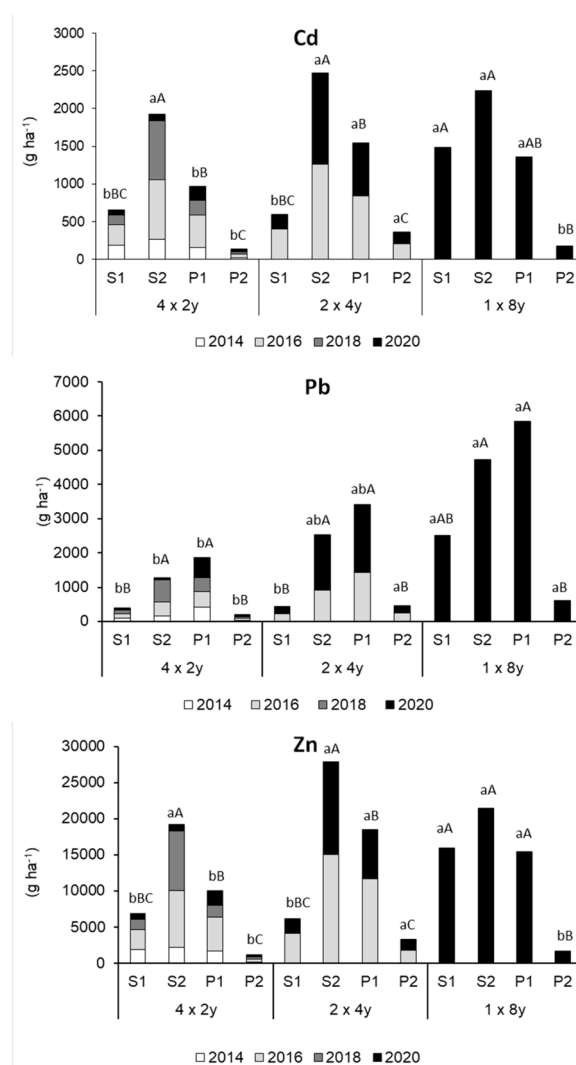 Cd
3000
2500
2000
1500
1000
500
0
(g ha⁻¹)
bBC aA bB bC bBC aA aB aC aA aA aAB bB
S1 S2 P1 P2 S1 S2 P1 P2 S1 S2 P1 P2
4 x 2y 2 x 4y 1 x 8y
2014 2016 2018 2020
Pb
7000
6000
5000
4000
3000
2000
1000
0
(g ha⁻¹)
bB bA bA bB bB abA abA aB aAB aA aA aB
S1 S2 P1 P2 S1 S2 P1 P2 S1 S2 P1 P2
4 x 2y 2 x 4y 1 x 8y
2014 2016 2018 2020
Zn
30000
25000
20000
15000
10000
5000
0
(g ha⁻¹)
bBC aA bB bC bBC aA aB aC aA aA aA bB
S1 S2 P1 P2 S1 S2 P1 P2 S1 S2 P1 P2
4 x 2y 2 x 4y 1 x 8y
2014 2016 2018 2020